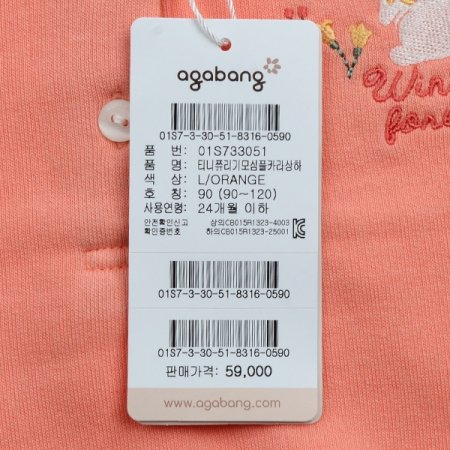 agabang
01S7-3-30-51-8316-0590
품 번: 01S733051
품 명: 티니퓨리기모심플카라상하
색 상: L/ORANGE
호 칭: 90 (90~120)
사용연령: 24개월 이하
안전확인신고 상의CB015R1323-4003
확인증번호 하의CB015R1323-25001
01S7-3-30-51-8316-0590
01S7-3-30-51-8316-0590
판매가격: 59,000
www.agabang.com